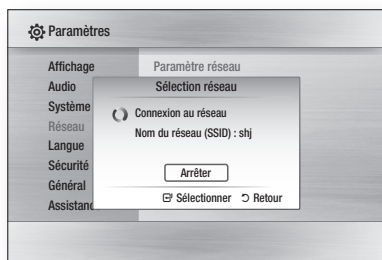 Paramètres
Affichage
Paramètre réseau
Audio
Sélection réseau
Système
Connexion au réseau
Réseau
Nom du réseau (SSID) : shj
Langue
Sécurité
Arrêter
Général
Sélectionner Retour